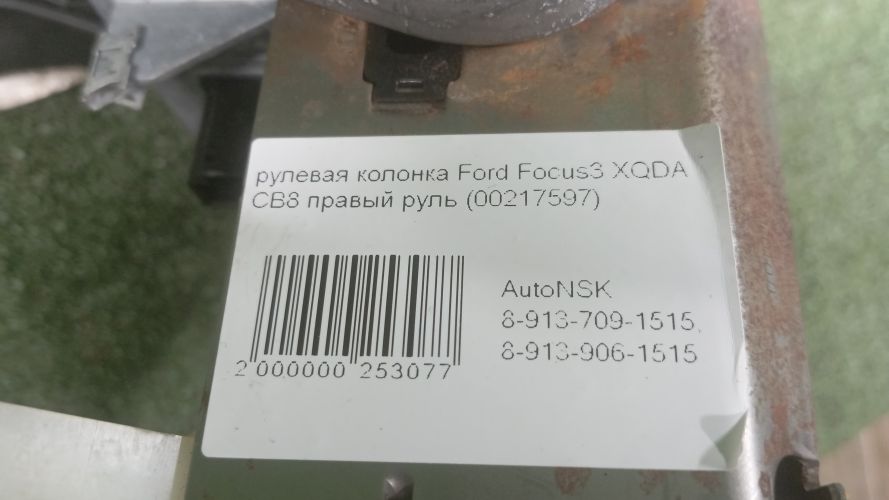 рулевая колонка Ford Focus3 XQDA
CB8 правый руль (00217597)
AutoNSK
8-913-709-1515,
8-913-906-1515
2 000000 253077